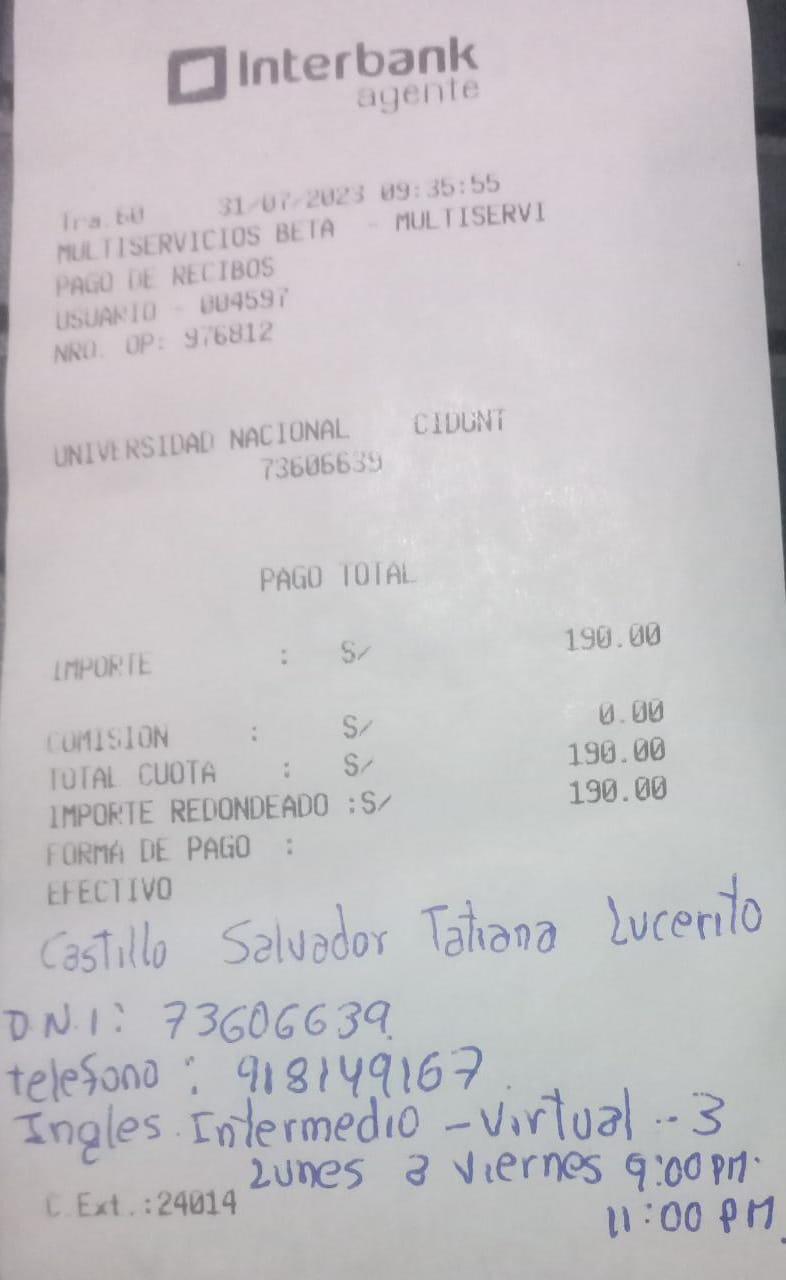 Interbank
agente
Tra.60 31/07/2023 09:35:55
MULTISERVICIOS BETA - MULTISERVI
PAGO DE RECIBOS
USUARIO - 004597
NRO. OP: 976812
UNIVERSIDAD NACIONAL CIDUNT
73606639
PAGO TOTAL
IMPORTE : S/ 190.00
COMISION : S/ 0.00
TOTAL CUOTA : S/ 190.00
IMPORTE REDONDEADO :S/ 190.00
FORMA DE PAGO :
EFECTIVO
Castillo Salvador Tatiana Lucerito
D.N.I: 73606639
telefono : 918149167
Ingles Intermedio - Virtual - 3
Lunes a Viernes 9:00 PM.
C.Ext.:24014 11:00 PM